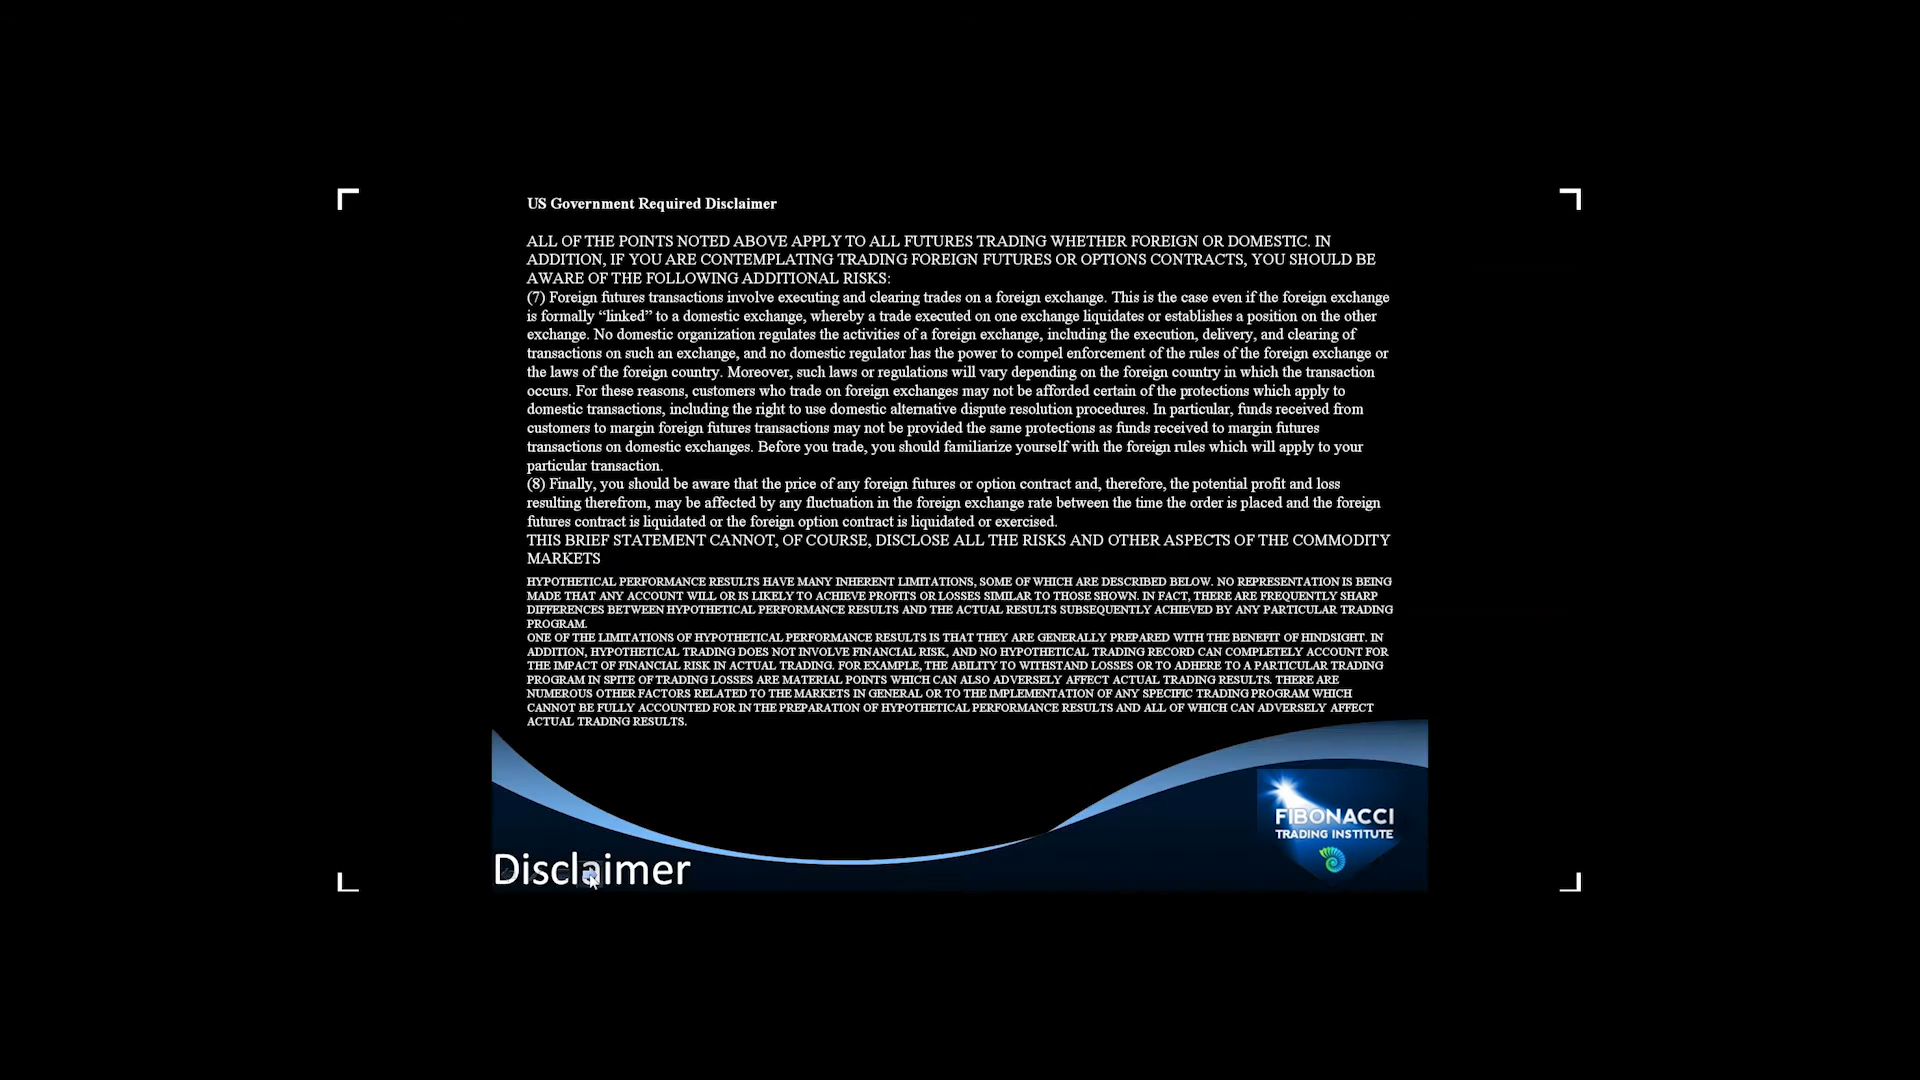 US Government Required Disclaimer
ALL OF THE POINTS NOTED ABOVE APPLY TO ALL FUTURES TRADING WHETHER FOREIGN OR DOMESTIC. IN
ADDITION, IF YOU ARE CONTEMPLATING TRADING FOREIGN FUTURES OR OPTIONS CONTRACTS, YOU SHOULD BE
AWARE OF THE FOLLOWING ADDITIONAL RISKS:
(7) Foreign futures transactions involve executing and clearing trades on a foreign exchange. This is the case even if the foreign exchange
is formally “linked” to a domestic exchange, whereby a trade executed on one exchange liquidates or establishes a position on the other
exchange. No domestic organization regulates the activities of a foreign exchange, including the execution, delivery, and clearing of
transactions on such an exchange, and no domestic regulator has the power to compel enforcement of the rules of the foreign exchange or
the laws of the foreign country. Moreover, such laws or regulations will vary depending on the foreign country in which the transaction
occurs. For these reasons, customers who trade on foreign exchanges may not be afforded certain of the protections which apply to
domestic transactions, including the right to use domestic alternative dispute resolution procedures. In particular, funds received from
customers to margin foreign futures transactions may not be provided the same protections as funds received to margin futures
transactions on domestic exchanges. Before you trade, you should familiarize yourself with the foreign rules which will apply to your
particular transaction.
(8) Finally, you should be aware that the price of any foreign futures or option contract and, therefore, the potential profit and loss
resulting therefrom, may be affected by any fluctuation in the foreign exchange rate between the time the order is placed and the foreign
futures contract is liquidated or the foreign option contract is liquidated or exercised.
THIS BRIEF STATEMENT CANNOT, OF COURSE, DISCLOSE ALL THE RISKS AND OTHER ASPECTS OF THE COMMODITY
MARKETS
HYPOTHETICAL PERFORMANCE RESULTS HAVE MANY INHERENT LIMITATIONS, SOME OF WHICH ARE DESCRIBED BELOW. NO REPRESENTATION IS BEING
MADE THAT ANY ACCOUNT WILL OR IS LIKELY TO ACHIEVE PROFITS OR LOSSES SIMILAR TO THOSE SHOWN. IN FACT, THERE ARE FREQUENTLY SHARP
DIFFERENCES BETWEEN HYPOTHETICAL PERFORMANCE RESULTS AND THE ACTUAL RESULTS SUBSEQUENTLY ACHIEVED BY ANY PARTICULAR TRADING
PROGRAM.
ONE OF THE LIMITATIONS OF HYPOTHETICAL PERFORMANCE RESULTS IS THAT THEY ARE GENERALLY PREPARED WITH THE BENEFIT OF HINDSIGHT. IN
ADDITION, HYPOTHETICAL TRADING DOES NOT INVOLVE FINANCIAL RISK, AND NO HYPOTHETICAL TRADING RECORD CAN COMPLETELY ACCOUNT FOR
THE IMPACT OF FINANCIAL RISK IN ACTUAL TRADING. FOR EXAMPLE, THE ABILITY TO WITHSTAND LOSSES OR TO ADHERE TO A PARTICULAR TRADING
PROGRAM IN SPITE OF TRADING LOSSES ARE MATERIAL POINTS WHICH CAN ALSO ADVERSELY AFFECT ACTUAL TRADING RESULTS. THERE ARE
NUMEROUS OTHER FACTORS RELATED TO THE MARKETS IN GENERAL OR TO THE IMPLEMENTATION OF ANY SPECIFIC TRADING PROGRAM WHICH
CANNOT BE FULLY ACCOUNTED FOR IN THE PREPARATION OF HYPOTHETICAL PERFORMANCE RESULTS AND ALL OF WHICH CAN ADVERSELY AFFECT
ACTUAL TRADING RESULTS.
FIBONACCI
TRADING INSTITUTE
Disclaimer